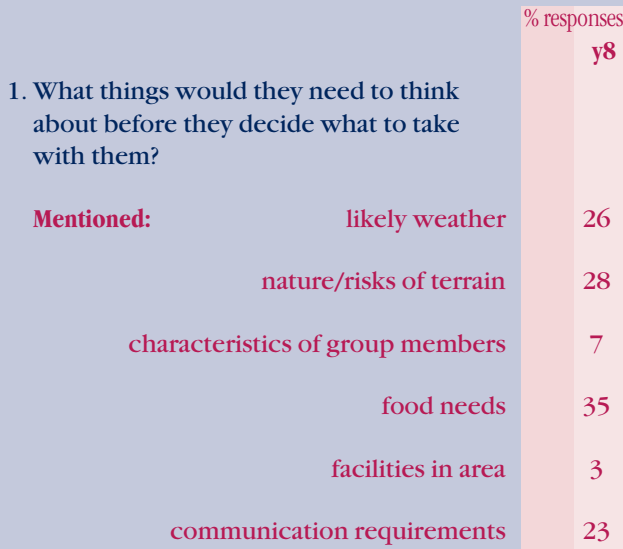 % responses
y8
1. What things would they need to think
about before they decide what to take
with them?
Mentioned: likely weather 26
nature/risks of terrain 28
characteristics of group members 7
food needs 35
facilities in area 3
communication requirements 23